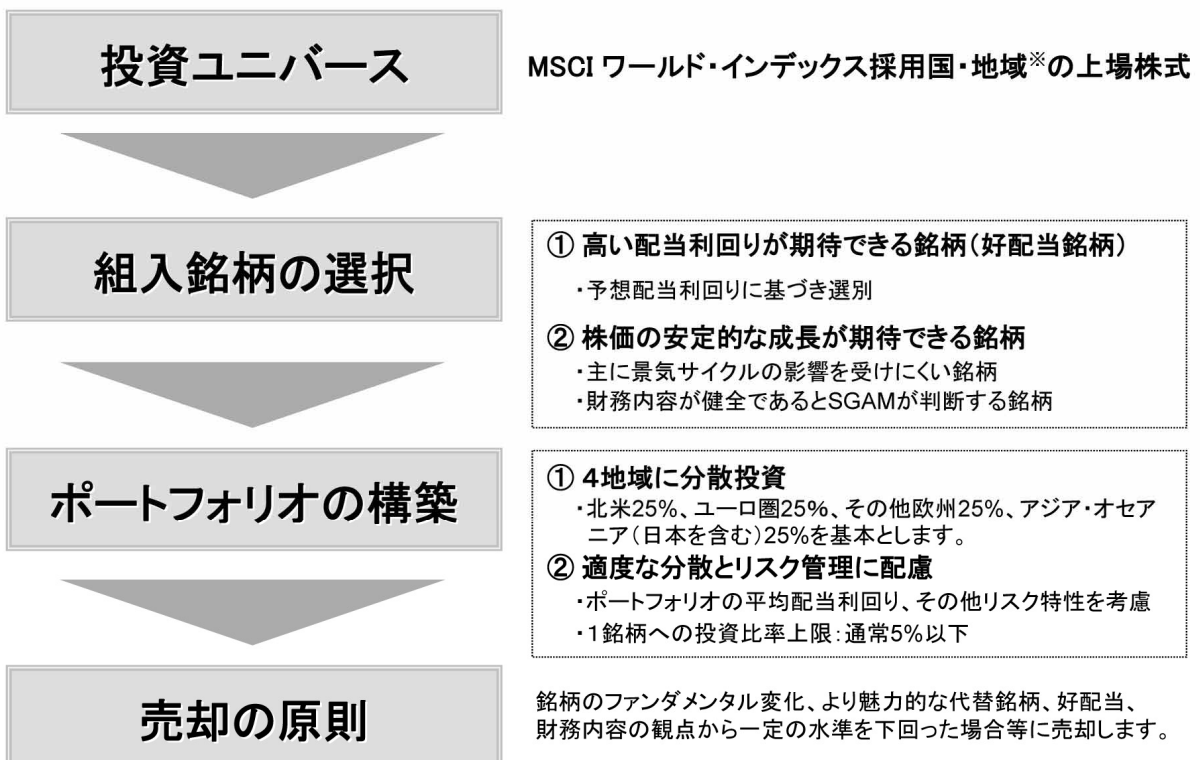 投資ユニバース
MSCI ワールド・インデックス採用国・地域※の上場株式
組入銘柄の選択
① 高い配当利回りが期待できる銘柄（好配当銘柄）
・予想配当利回りに基づき選別
② 株価の安定的な成長が期待できる銘柄
・主に景気サイクルの影響を受けにくい銘柄
・財務内容が健全であるとSGAMが判断する銘柄
ポートフォリオの構築
① ４地域に分散投資
・北米25%、ユーロ圏25%、その他欧州25%、アジア・オセア
ニア（日本を含む）25%を基本とします。
② 適度な分散とリスク管理に配慮
・ポートフォリオの平均配当利回り、その他リスク特性を考慮
・１銘柄への投資比率上限：通常5%以下
売却の原則
銘柄のファンダメンタル変化、より魅力的な代替銘柄、好配当、
財務内容の観点から一定の水準を下回った場合等に売却します。